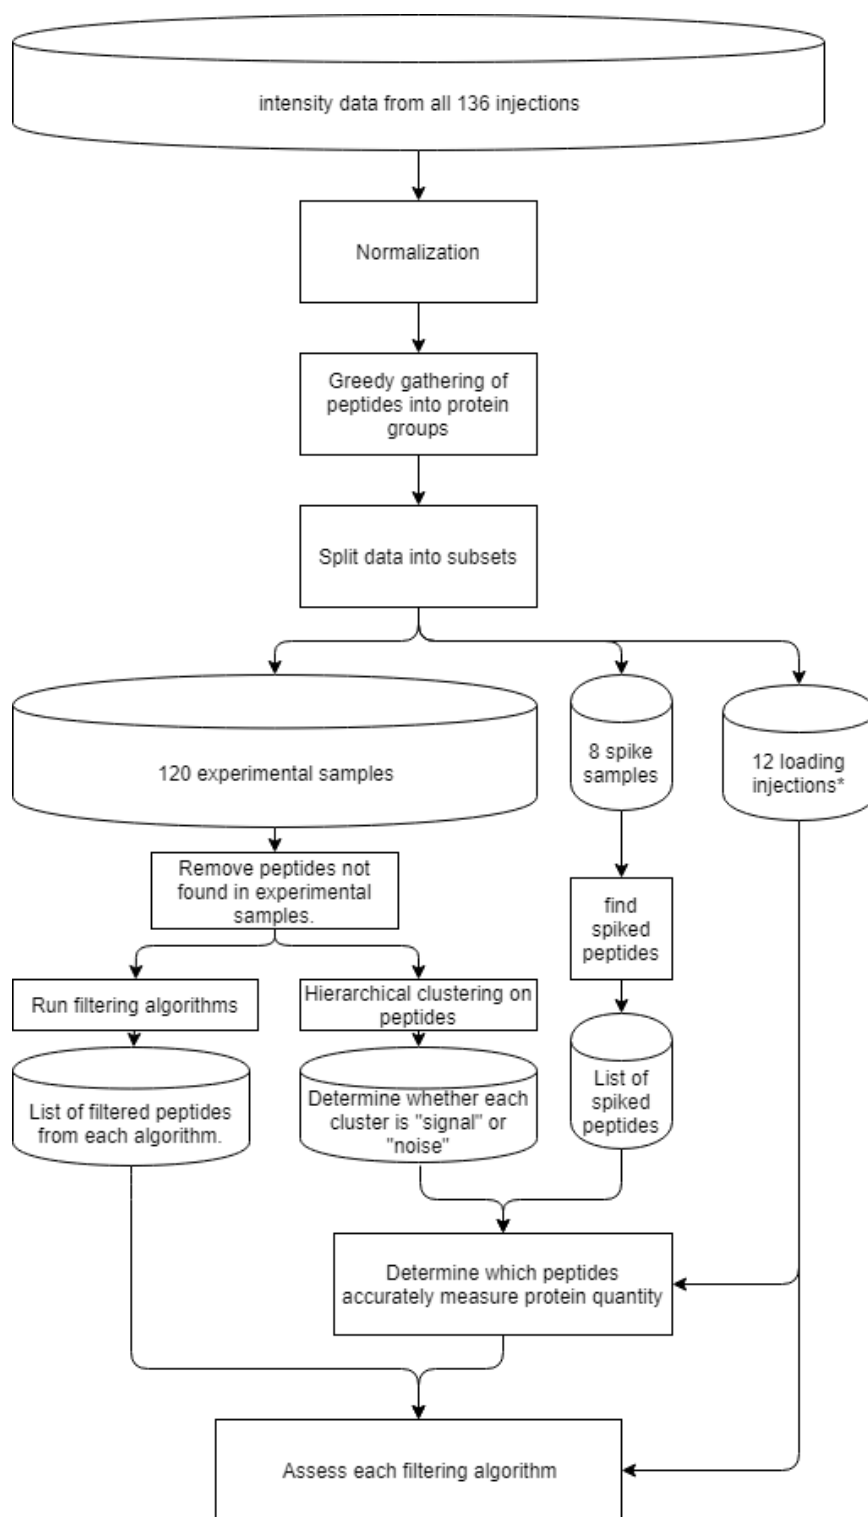 intensity data from all 136 injections
Normalization
Greedy gathering of
peptides into protein
groups
Split data into subsets
120 experimental samples
8 spike
samples
12 loading
injections*
Remove peptides not
found in experimental
samples.
find
spiked
peptides
Run filtering algorithms
Hierarchical clustering on
peptides
List of filtered peptides
from each algorithm.
Determine whether each
cluster is "signal" or
"noise"
List of
spiked
peptides
Determine which peptides
accurately measure protein quantity
Assess each filtering algorithm